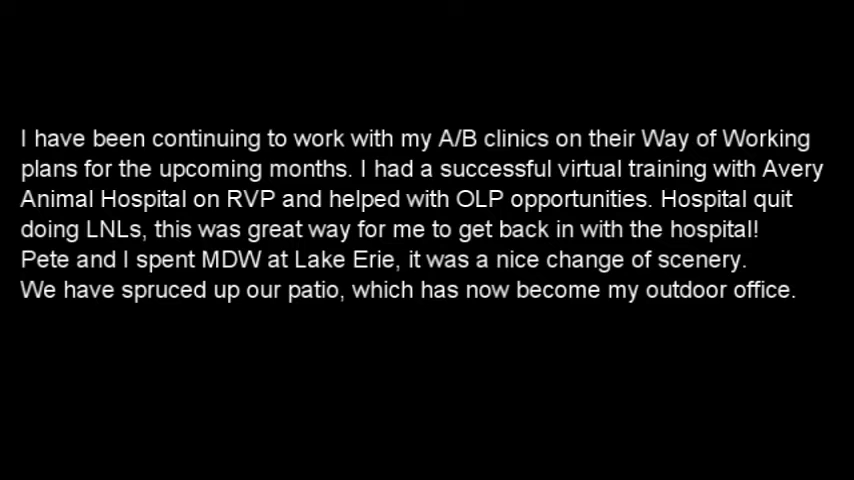 I have been continuing to work with my A/B clinics on their Way of Working
plans for the upcoming months. I had a successful virtual training with Avery
Animal Hospital on RVP and helped with OLP opportunities. Hospital quit
doing LNLs, this was great way for me to get back in with the hospital!
Pete and I spent MDW at Lake Erie, it was a nice change of scenery.
We have spruced up our patio, which has now become my outdoor office.